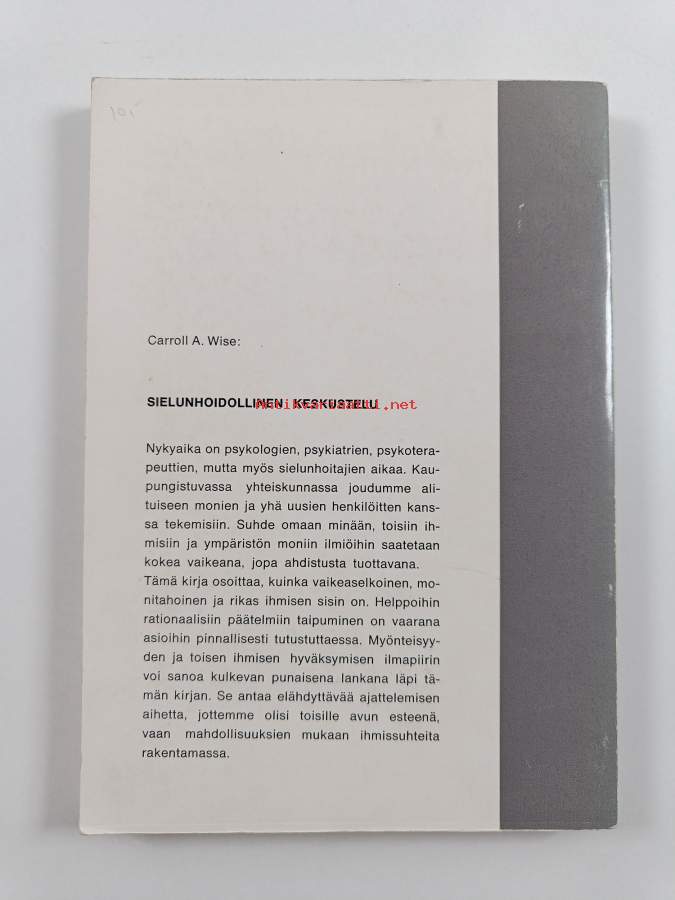 10,-
Carroll A. Wise:
SIELUNHOIDOLLINEN KESKUSTELU
antikvariaatti.net
Nykyaika on psykologien, psykiatrien, psykotera-
peuttien, mutta myös sielunhoitajien aikaa. Kau-
pungistuvassa yhteiskunnassa joudumme ali-
tuiseen monien ja yhä uusien henkilöitten kans-
sa tekemisiin. Suhde omaan minään, toisiin ih-
misiin ja ympäristön moniin ilmiöihin saatetaan
kokea vaikeana, jopa ahdistusta tuottavana.
Tämä kirja osoittaa, kuinka vaikeaselkoinen, mo-
nitahoinen ja rikas ihmisen sisin on. Helppoihin
rationaalisiin päätelmiin taipuminen on vaarana
asioihin pinnallisesti tutustuttaessa. Myönteisyy-
den ja toisen ihmisen hyväksymisen ilmapiirin
voi sanoa kulkevan punaisena lankana läpi tä-
män kirjan. Se antaa elähdyttävää ajattelemisen
aihetta, jottemme olisi toisille avun esteenä,
vaan mahdollisuuksien mukaan ihmissuhteita
rakentamassa.